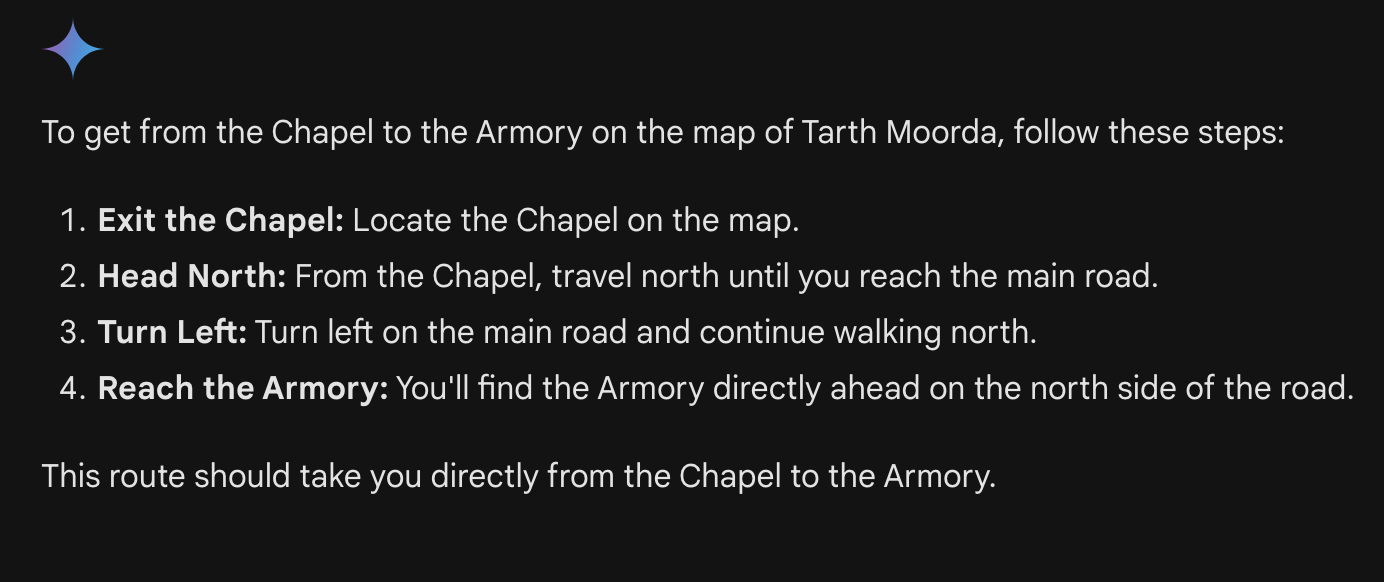 To get from the Chapel to the Armory on the map of Tarth Moorda, follow these steps:
1. Exit the Chapel: Locate the Chapel on the map.
2. Head North: From the Chapel, travel north until you reach the main road.
3. Turn Left: Turn left on the main road and continue walking north.
4. Reach the Armory: You'll find the Armory directly ahead on the north side of the road.
This route should take you directly from the Chapel to the Armory.